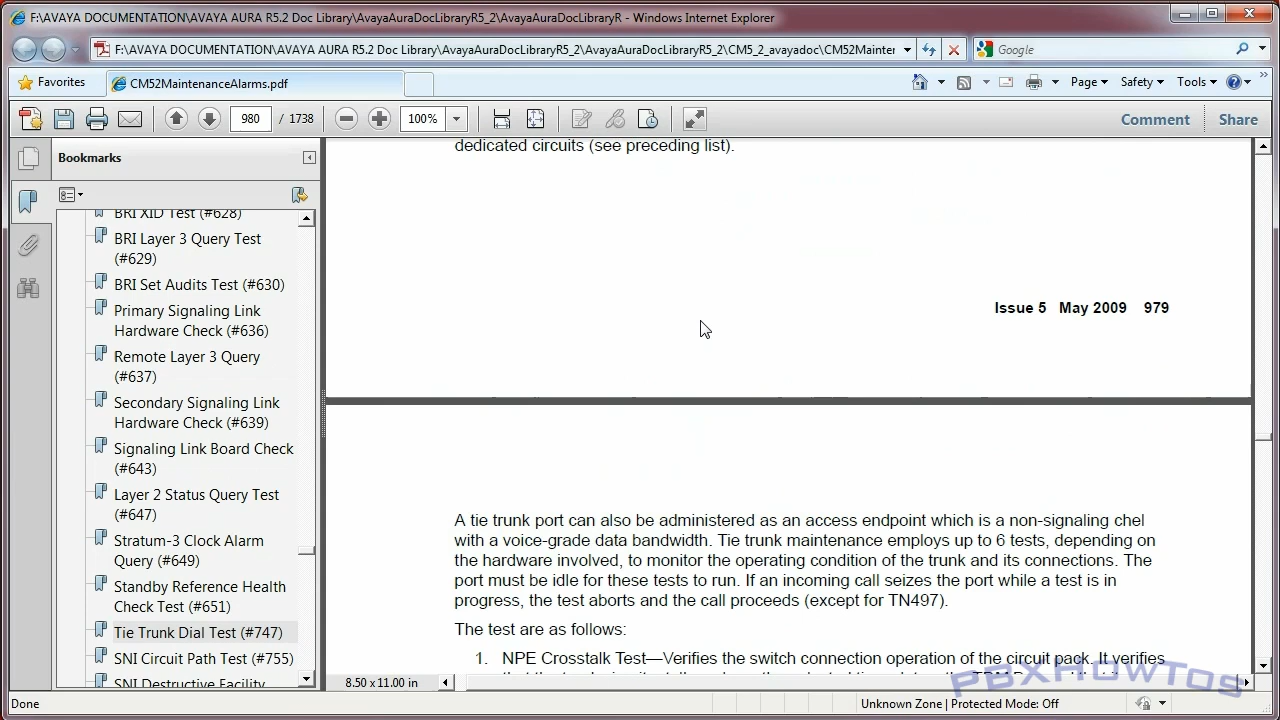 F:\AVAYA DOCUMENTATION\AVAYA AURA R5.2 Doc Library\AvayaAuraDocLibraryR5_2\AvayaAuraDocLibraryR - Windows Internet Explorer
F:\AVAYA DOCUMENTATION\AVAYA AURA R5.2 Doc Library\AvayaAuraDocLibraryR5_2\AvayaAuraDocLibraryR5_2\CM5_2_avayadoc\CM52Mainter
Google
Favorites
CM52MaintenanceAlarms.pdf
Page
Safety
Tools
980 / 1738
100%
Comment
Share
Bookmarks
BRI XID Test (#628)
BRI Layer 3 Query Test
(#629)
BRI Set Audits Test (#630)
Primary Signaling Link
Hardware Check (#636)
Remote Layer 3 Query
(#637)
Secondary Signaling Link
Hardware Check (#639)
Signaling Link Board Check
(#643)
Layer 2 Status Query Test
(#647)
Stratum-3 Clock Alarm
Query (#649)
Standby Reference Health
Check Test (#651)
Tie Trunk Dial Test (#747)
SNI Circuit Path Test (#755)
SNI Destructive Facility
dedicated circuits (see preceding list).
Issue 5 May 2009 979
A tie trunk port can also be administered as an access endpoint which is a non-signaling chel
with a voice-grade data bandwidth. Tie trunk maintenance employs up to 6 tests, depending on
the hardware involved, to monitor the operating condition of the trunk and its connections. The
port must be idle for these tests to run. If an incoming call seizes the port while a test is in
progress, the test aborts and the call proceeds (except for TN497).
The test are as follows:
1. NPE Crosstalk Test—Verifies the switch connection operation of the circuit pack. It verifies
8.50 x 11.00 in
PBXHOWTOS
Done
Unknown Zone | Protected Mode: Off